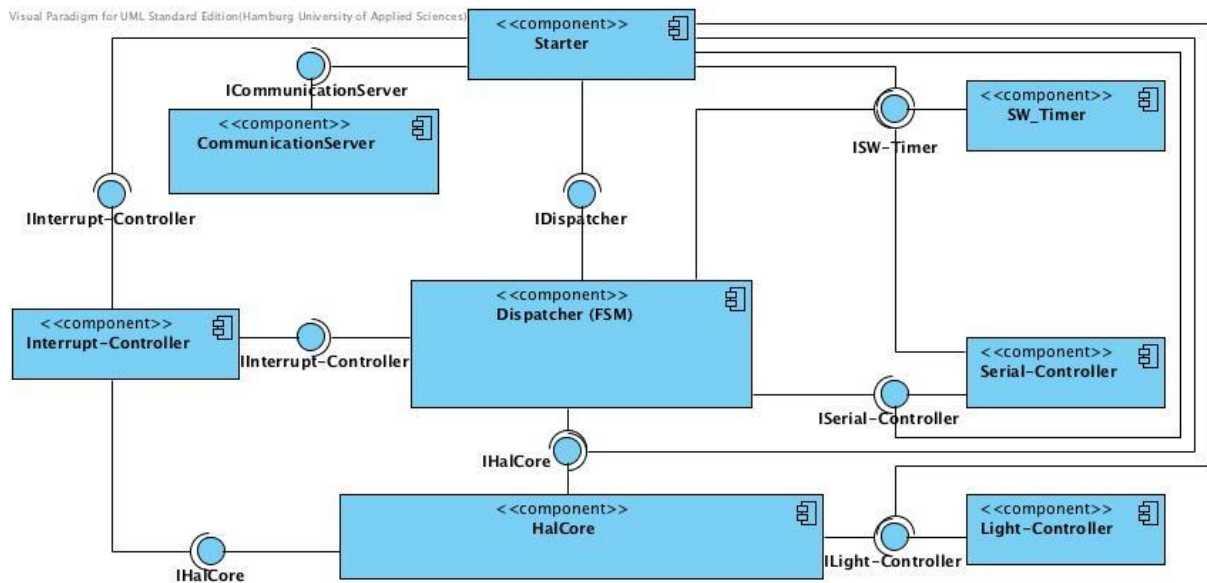 Visual Paradigm for UML Standard Edition(Hamburg University of Applied Sciences)
<<component>>
Starter
ICommunicationServer
<<component>>
CommunicationServer
<<component>>
SW_Timer
ISW-Timer
IInterrupt-Controller
IDispatcher
<<component>>
Dispatcher (FSM)
<<component>>
Interrupt-Controller
IInterrupt-Controller
<<component>>
Serial-Controller
ISerial-Controller
IHalCore
<<component>>
HalCore
<<component>>
Light-Controller
ILight-Controller
IHalCore